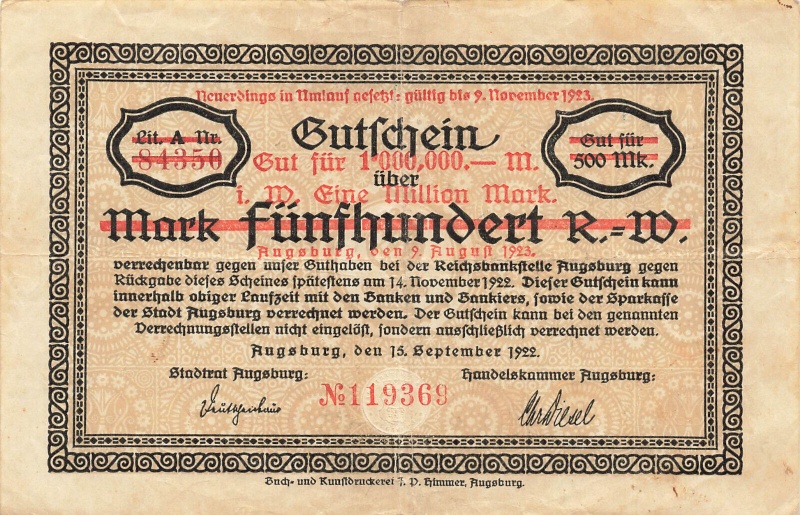 Neuerdings in Umlauf gesetzt: gültig bis 9. November 1923.
Lit. A Nr.
84350
Gutschein
Gut für
500 Mk.
Gut für 1'000,000.— M.
über
i. W. Eine Million Mark.
Mark fünfhundert R.-W.
Augsburg, den 9. August 1923.
verrechenbar gegen unser Guthaben bei der Reichsbankstelle Augsburg gegen
Rückgabe dieses Scheines spätestens am 14. November 1922. Dieser Gutschein kann
innerhalb obiger Laufzeit mit den Banken und Bankiers, sowie der Sparkasse
der Stadt Augsburg verrechnet werden. Der Gutschein kann bei den genannten
Verrechnungsstellen nicht eingelöst, sondern ausschließlich verrechnet werden.
Augsburg, den 15. September 1922.
Stadtrat Augsburg:
Handelskammer Augsburg:
№119369
Deutschenbaur
Chr Diesel
Buch- und Kunstdruckerei J. P. Himmer, Augsburg.